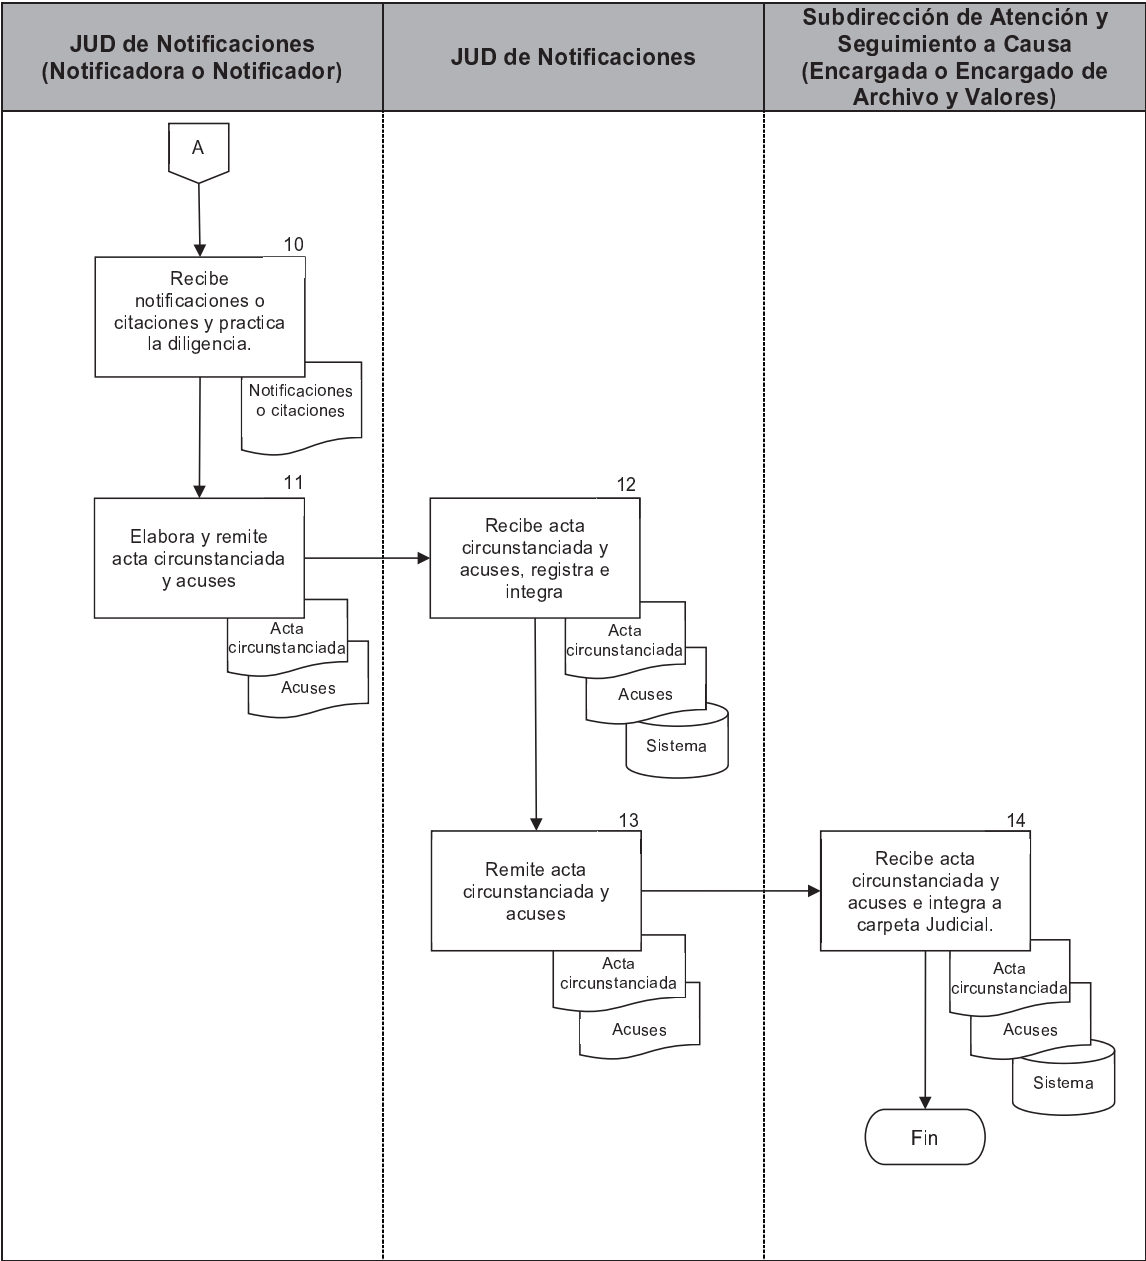 JUD de Notificaciones
(Notificadora o Notificador)
JUD de Notificaciones
Subdirección de Atención y
Seguimiento a Causa
(Encargada o Encargado de
Archivo y Valores)
A
10
Recibe
notificaciones o
citaciones y practica
la diligencia.
Notificaciones
o citaciones
11
Elabora y remite
acta circunstanciada
y acuses
Acta
circunstanciada
Acuses
12
Recibe acta
circunstanciada y
acuses, registra e
integra
Acta
circunstanciada
Acuses
Sistema
13
Remite acta
circunstanciada y
acuses
Acta
circunstanciada
Acuses
14
Recibe acta
circunstanciada y
acuses e integra a
carpeta Judicial.
Acta
circunstanciada
Acuses
Sistema
Fin